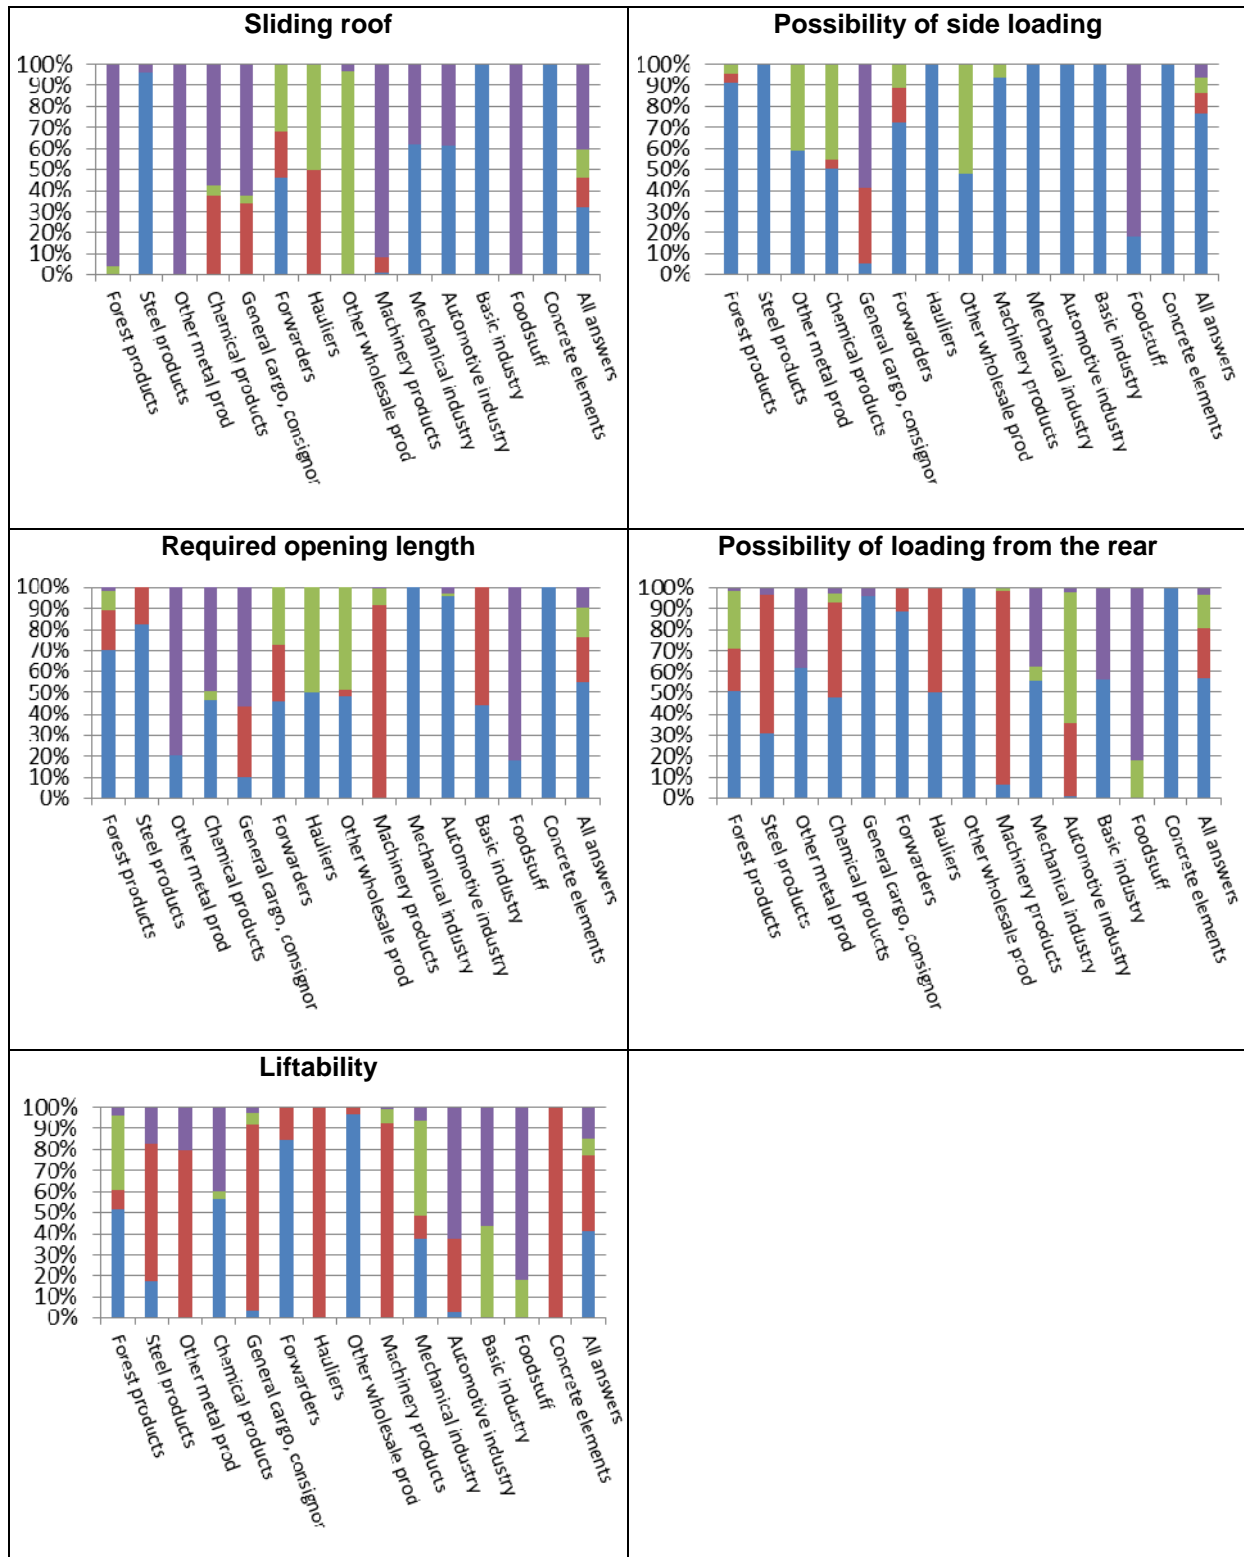 Sliding roof
100%
90%
80%
70%
60%
50%
40%
30%
20%
10%
0%
Forest products
Steel products
Other metal prod
Chemical products
General cargo, consignor
Forwarders
Hauliers
Other wholesale prod
Machinery products
Mechanical industry
Automotive industry
Basic industry
Foodstuff
Concrete elements
All answers
Possibility of side loading
100%
90%
80%
70%
60%
50%
40%
30%
20%
10%
0%
Forest products
Steel products
Other metal prod
Chemical products
General cargo, consignor
Forwarders
Hauliers
Other wholesale prod
Machinery products
Mechanical industry
Automotive industry
Basic industry
Foodstuff
Concrete elements
All answers
Required opening length
100%
90%
80%
70%
60%
50%
40%
30%
20%
10%
0%
Forest products
Steel products
Other metal prod
Chemical products
General cargo, consignor
Forwarders
Hauliers
Other wholesale prod
Machinery products
Mechanical industry
Automotive industry
Basic industry
Foodstuff
Concrete elements
All answers
Possibility of loading from the rear
100%
90%
80%
70%
60%
50%
40%
30%
20%
10%
0%
Forest products
Steel products
Other metal prod
Chemical products
General cargo, consignor
Forwarders
Hauliers
Other wholesale prod
Machinery products
Mechanical industry
Automotive industry
Basic industry
Foodstuff
Concrete elements
All answers
Liftability
100%
90%
80%
70%
60%
50%
40%
30%
20%
10%
0%
Forest products
Steel products
Other metal prod
Chemical products
General cargo, consignor
Forwarders
Hauliers
Other wholesale prod
Machinery products
Mechanical industry
Automotive industry
Basic industry
Foodstuff
Concrete elements
All answers